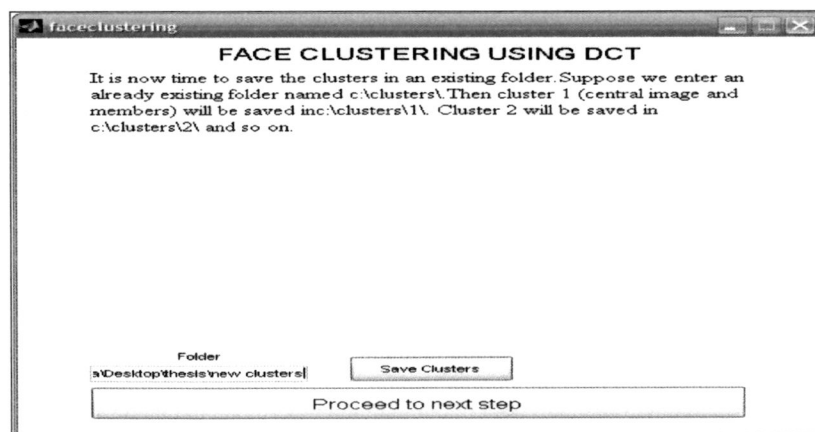 faceclustering
FACE CLUSTERING USING DCT
It is now time to save the clusters in an existing folder.Suppose we enter an
already existing folder named c:\clusters\.Then cluster 1 (central image and
members) will be saved inc:\clusters\1\. Cluster 2 will be saved in
c:\clusters\2\ and so on.
Folder
a\Desktop\thesis\new clusters
Save Clusters
Proceed to next step